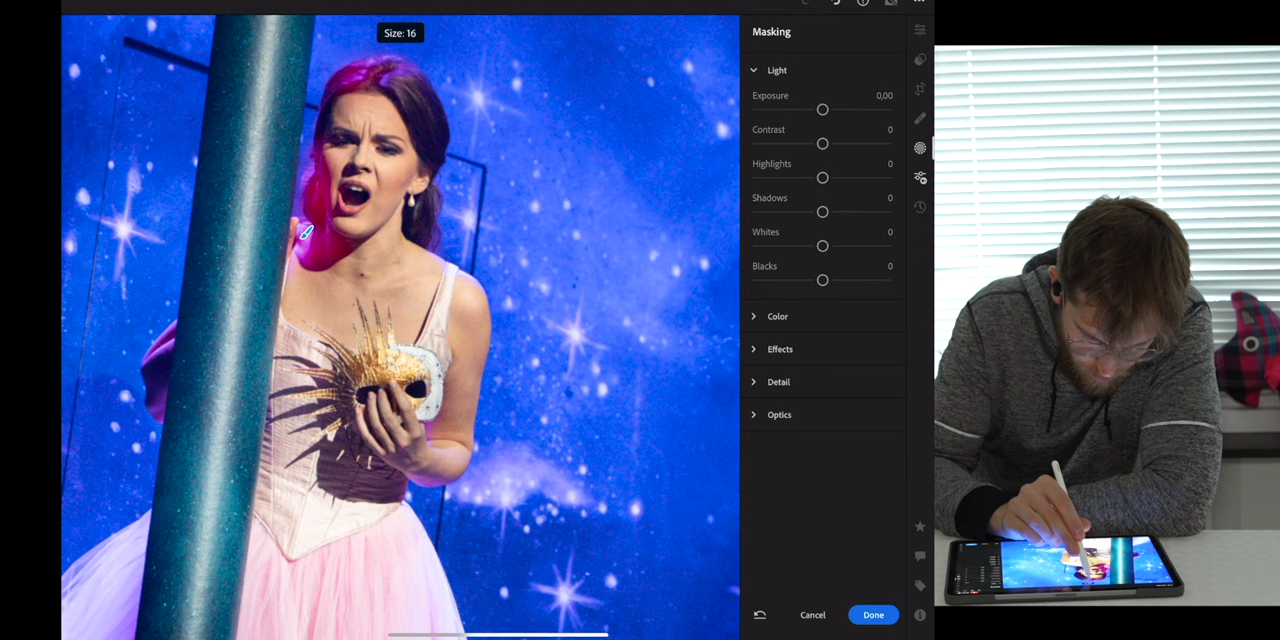 Size: 16
Masking
Light
Exposure 0,00
Contrast 0
Highlights 0
Shadows 0
Whites 0
Blacks 0
Color
Effects
Detail
Optics
Cancel Done